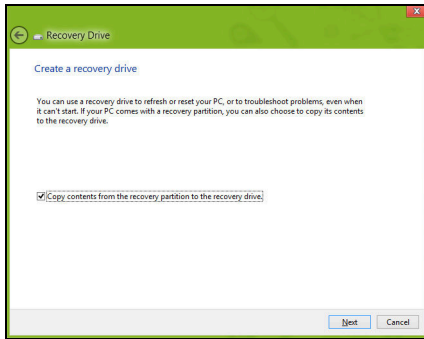 Recovery Drive
Create a recovery drive
You can use a recovery drive to refresh or reset your PC, or to troubleshoot problems, even when
it can't start. If your PC comes with a recovery partition, you can also choose to copy its contents
to the recovery drive.
Copy contents from the recovery partition to the recovery drive.
Next Cancel